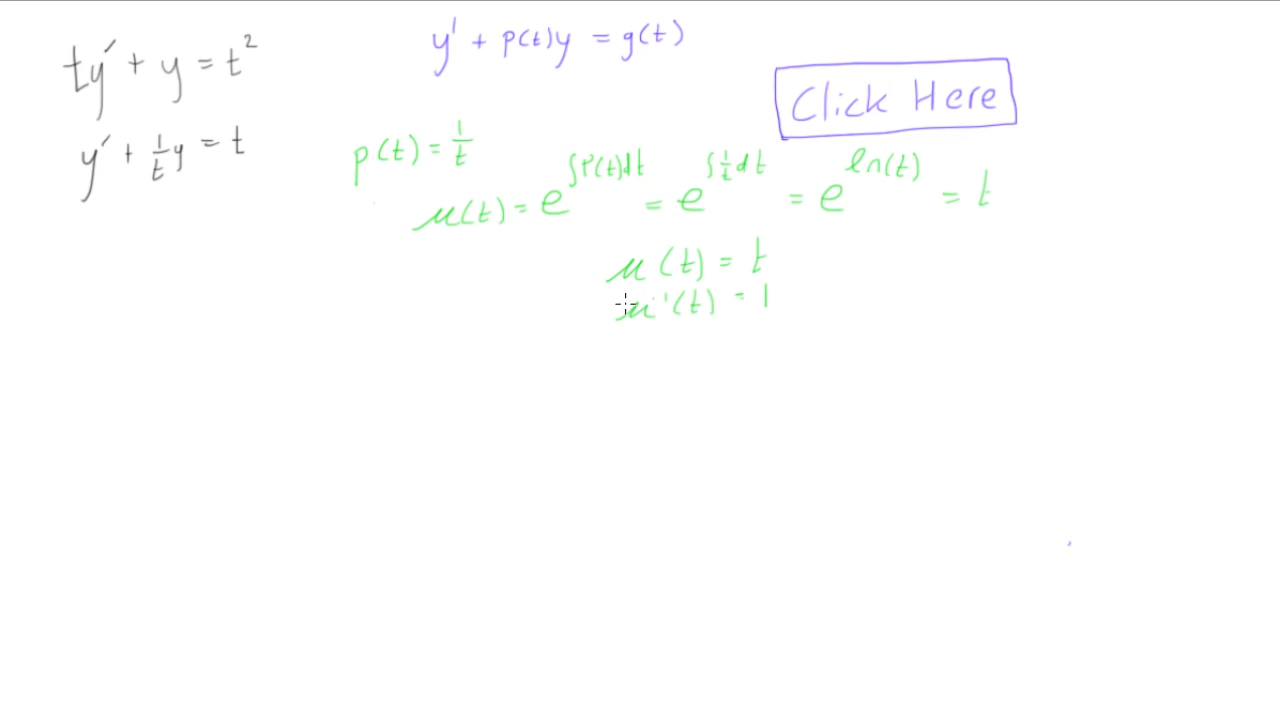 ty′ + y = t²
y' + p(t)y = g(t)
Click Here
y′ + 1/t y = t
p(t) = 1/t
μ(t) = e^∫P(t)dt = e^∫1/t dt = e^ln(t) = t
μ(t) = t
μ'(t) = 1